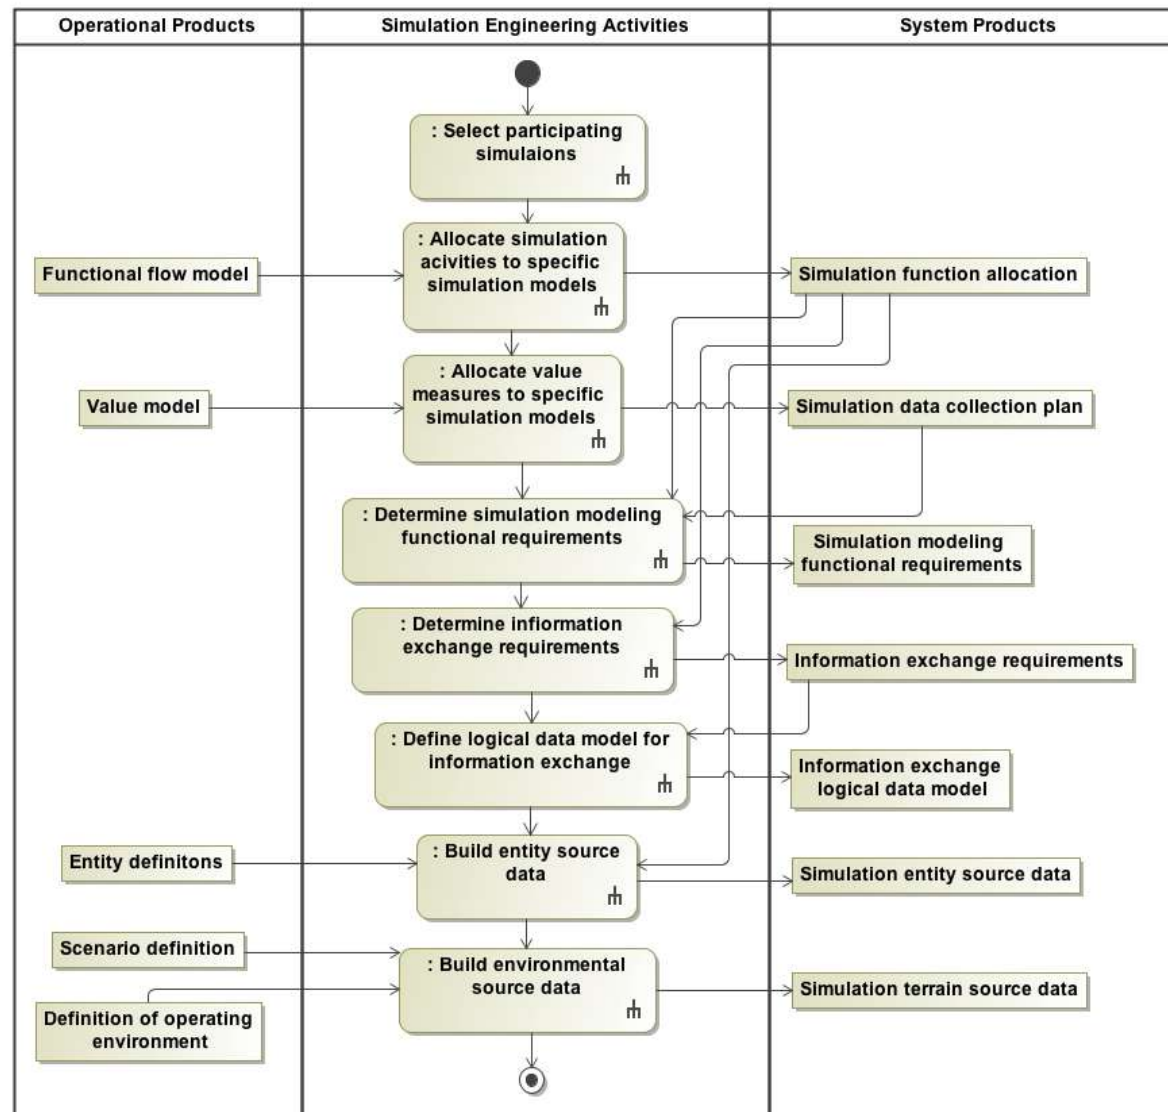 Operational Products
Simulation Engineering Activities
System Products
: Select participating
simulaions
: Allocate simulation
acivities to specific
simulation models
Functional flow model
Simulation function allocation
: Allocate value
measures to specific
simulation models
Value model
Simulation data collection plan
: Determine simulation modeling
functional requirements
Simulation modeling
functional requirements
: Determine infiormation
exchange requirements
Information exchange requirements
: Define logical data model for
information exchange
Information exchange
logical data model
Entity definitons
: Build entity source
data
Simulation entity source data
Scenario definition
: Build environmental
source data
Simulation terrain source data
Definition of operating
environment